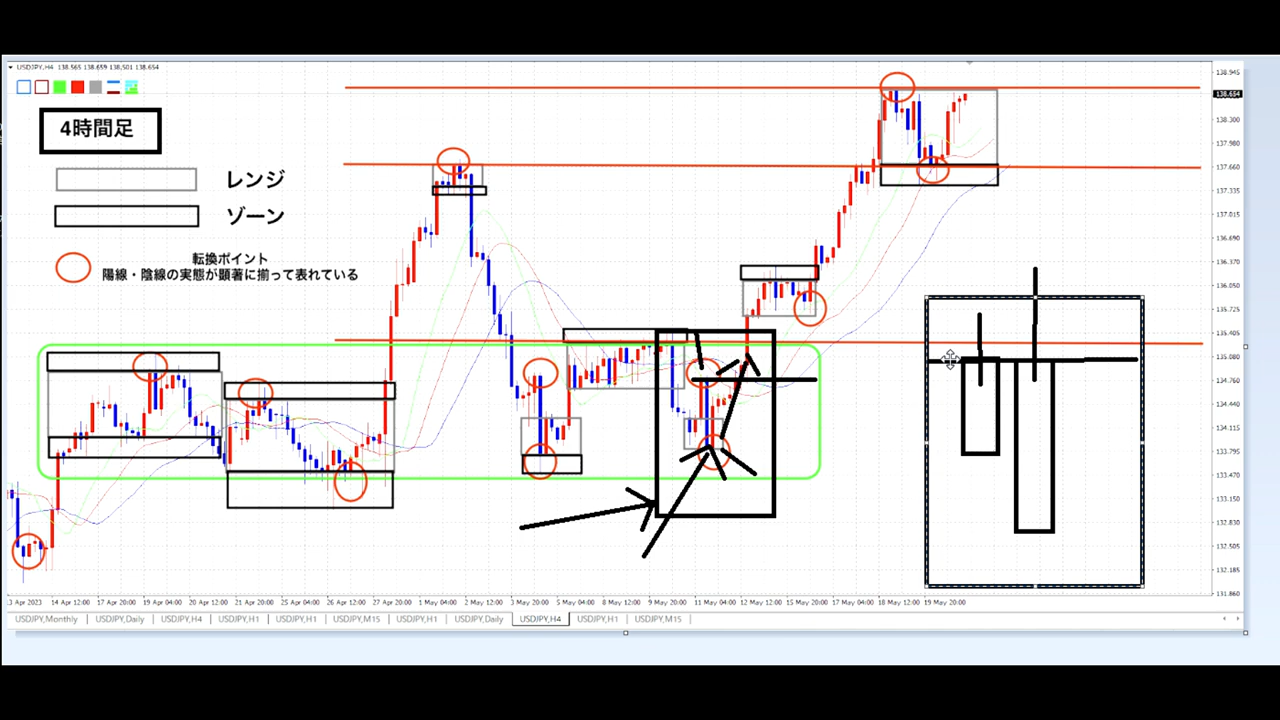 USDJPY,H4 138.565 138.659 138.501 138.654
4時間足
レンジ
ゾーン
転換ポイント
陽線・陰線の実態が顕著に揃って表れている
138.945
138.654
138.300
137.980
137.660
137.335
137.015
136.690
136.370
136.050
135.725
135.405
135.080
134.760
134.440
134.115
133.795
133.470
133.150
132.830
132.505
132.185
131.860
3 Apr 2023 14 Apr 12:00 17 Apr 20:00 19 Apr 04:00 20 Apr 12:00 21 Apr 20:00 25 Apr 04:00 26 Apr 12:00 27 Apr 20:00 1 May 04:00 2 May 12:00 3 May 20:00 5 May 04:00 8 May 12:00 9 May 20:00 11 May 04:00 12 May 12:00 15 May 20:00 17 May 04:00 18 May 12:00 19 May 20:00
USDJPY,Monthly USDJPY,Daily USDJPY,H4 USDJPY,H1 USDJPY,H1 USDJPY,M15 USDJPY,H1 USDJPY,H4 USDJPY,Daily USDJPY,H4 USDJPY,H1 USDJPY,M15